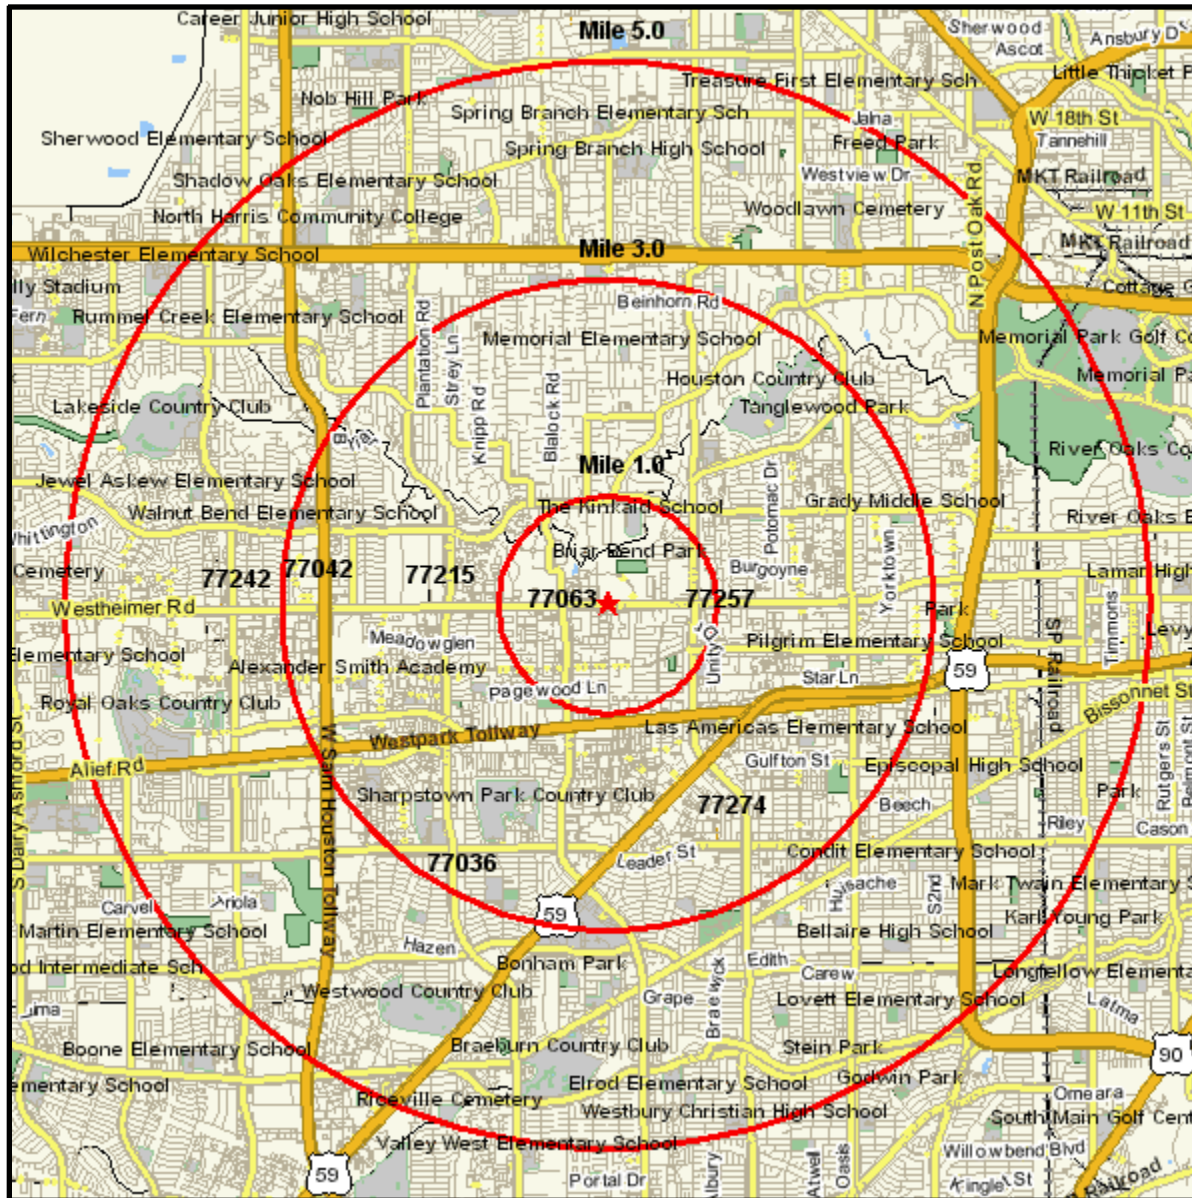 Career Junior High School
Mile 5.0
Sherwood
Ascot
Ansbury Dr
Treasure First Elementary Sch
Little Thicket P
Nob Hill Park
Spring Branch Elementary Sch
Jana
W 18th St
Sherwood Elementary School
Spring Branch High School
Freed Park
Tannehill
Shadow Oaks Elementary School
Westview Dr
MKT Railroad
North Harris Community College
Woodlawn Cemetery
N Post Oak Rd
W 11th St
Wilchester Elementary School
Mile 3.0
MKT Railroad
lly Stadium
Cottage G
Fern
Rummel Creek Elementary School
Plantation Rd
Strey Ln
Beinhorn Rd
Memorial Elementary School
Memorial Park Golf Co
Houston Country Club
Memorial Pa
Lakeside Country Club
Knipp Rd
Blalock Rd
Tanglewood Park
Briar
River Oaks Co
Mile 1.0
Jewel Askew Elementary School
Potomac Dr
Grady Middle School
Walnut Bend Elementary School
The Kinkaid School
River Oaks E
Whittington
Briar Bend Park
Yorktown
Cemetery
77242
77042
77215
Burgoyne
Lamar High
Westheimer Rd
77063
77257
Park
Timmons
Levy
Elementary School
Meadowglen
Unity Dr
Pilgrim Elementary School
S P Railroad
Alexander Smith Academy
59
Royal Oaks Country Club
Pagewood Ln
Star Ln
Bissonnet St
S Dairy Ashford St
W Sam Houston Tollway
Westpark Tollway
Las Americas Elementary School
Alief Rd
Gulfton St
Episcopal High School
Rutgers St
Belmont St
Sharpstown Park Country Club
77274
Beech
Park
Riley
Cason
77036
Leader St
Condit Elementary School
Huisache
S2nd
Mark Twain Elementary S
Carvel
Ariola
59
Karl Young Park
Martin Elementary School
Hazen
Bellaire High School
od Intermediate Sch
Bonham Park
Braewick
Edith
Carew
Longfellow Elementa
Westwood Country Club
Grape
Lovett Elementary School
Latma
Boone Elementary School
Braeburn Country Club
Stein Park
90
ementary School
Elrod Elementary School
Godwin Park
Riceville Cemetery
Omeara
Westbury Christian High School
South Main Golf Cent
Valley West Elementary School
Willowbend Blvd
59
Portal Dr
Albury
Atwell
Oasis
Kinglet St
Railroad